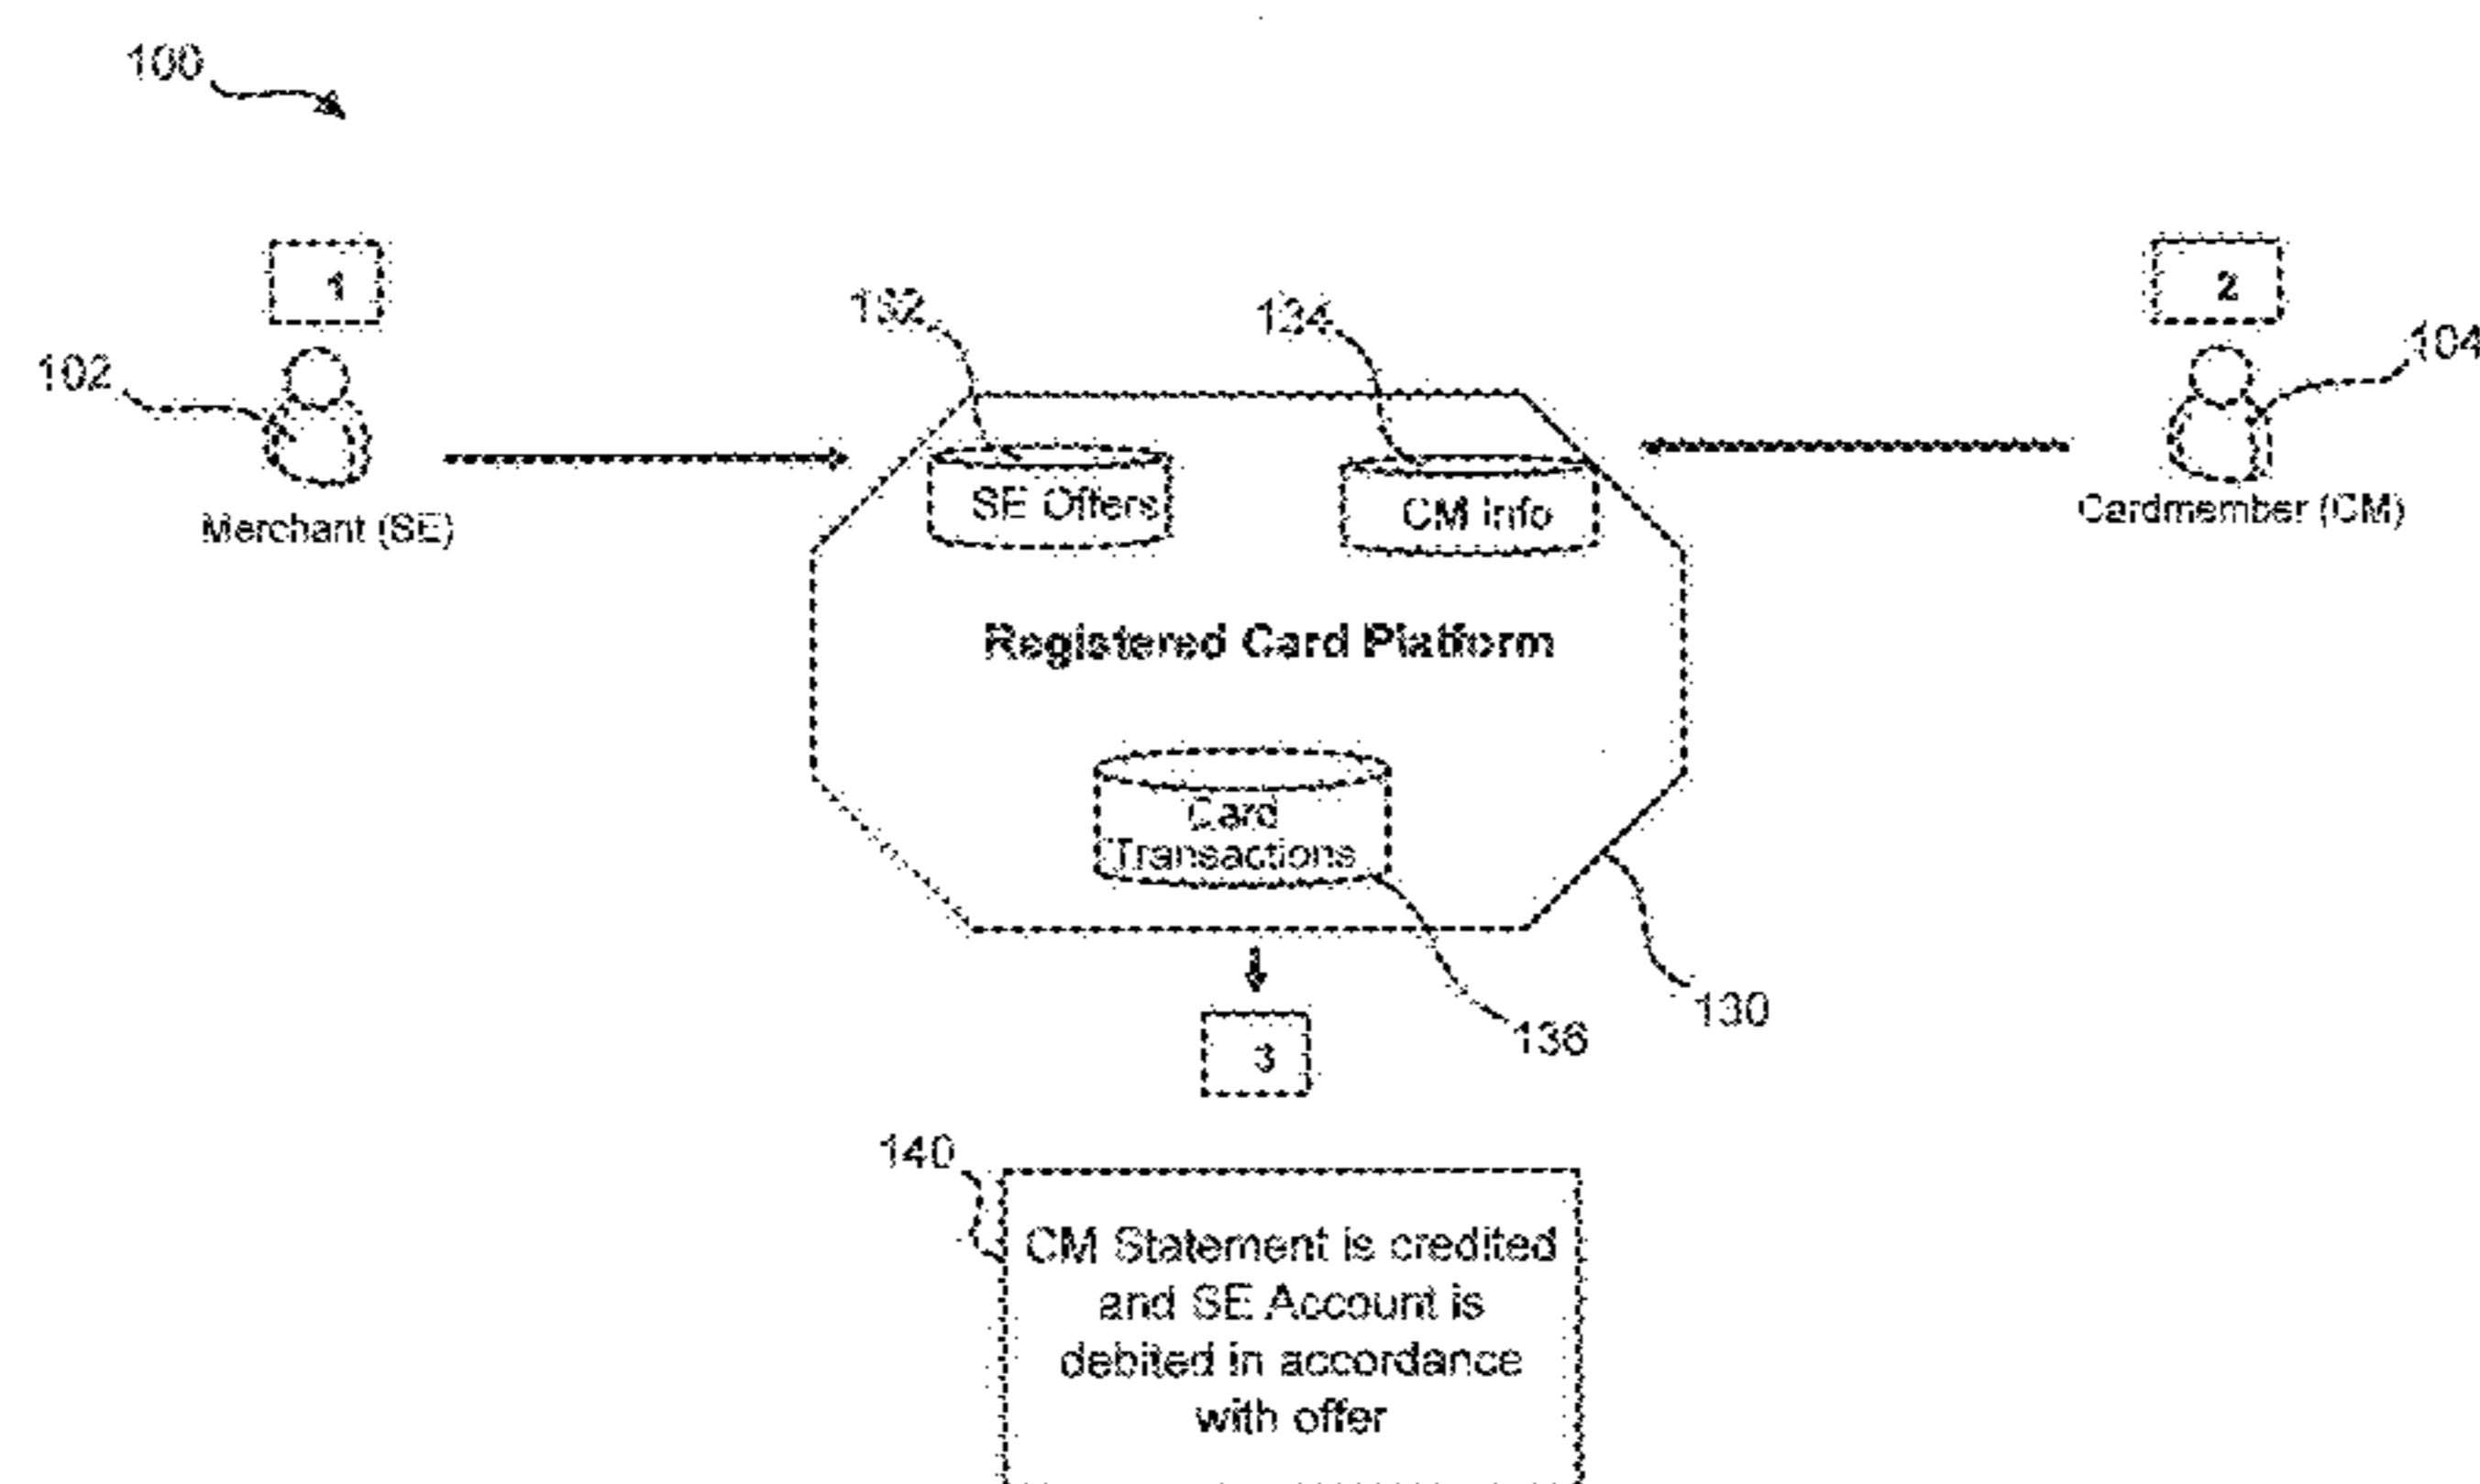 100
1
2
132
134
104
102
SE Offers
CM Info
Merchant (SE)
Cardmember (CM)
Registered Card Platform
Card
Transactions
130
136
3
140
CM Statement is credited
and SE Account is
debited in accordance
with offer